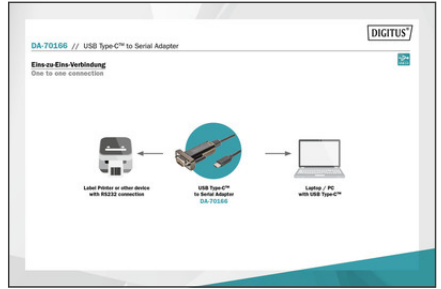 DIGITUS®
DA-70166 // USB Type-C™ to Serial Adapter
Eins-zu-Eins-Verbindung
One to one connection
Label Printer or other device
with RS232 connection
USB Type-C™
to Serial Adapter
DA-70166
Laptop / PC
with USB Type-C™